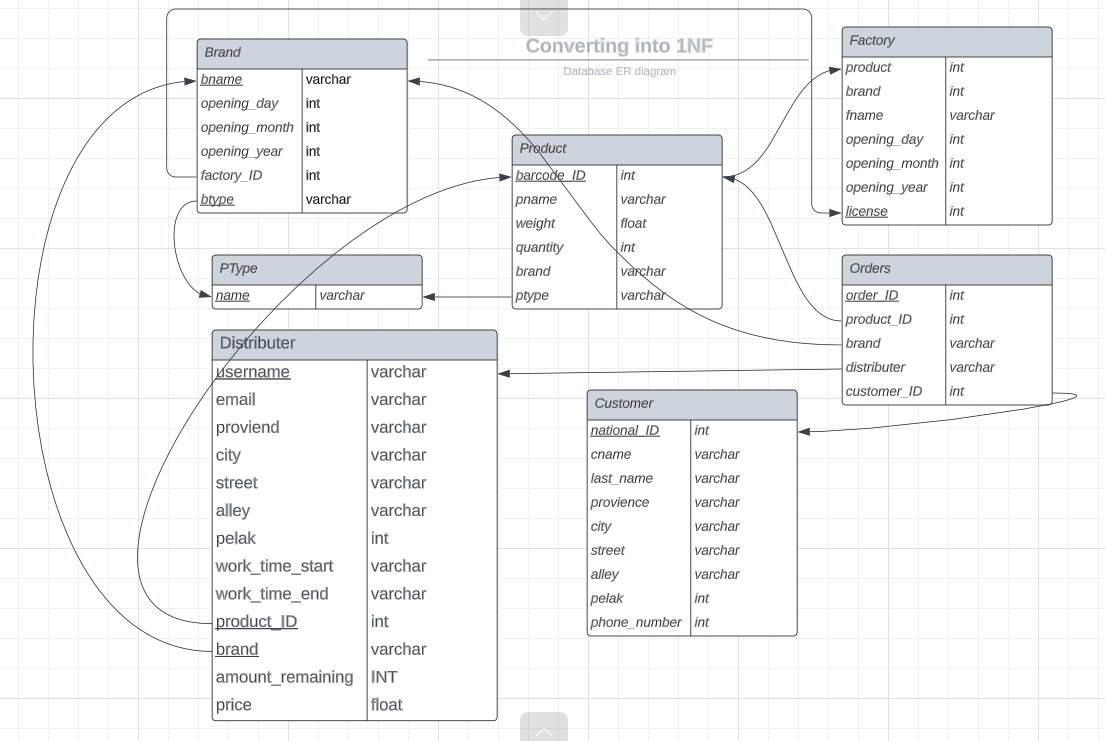 Converting into 1NF
Database ER diagram
Brand
bname varchar
opening_day int
opening_month int
opening_year int
factory_ID int
btype varchar
Product
barcode_ID int
pname varchar
weight float
quantity int
brand varchar
ptype varchar
Factory
product int
brand int
fname varchar
opening_day int
opening_month int
opening_year int
license int
PType
name varchar
Orders
order_ID int
product_ID int
brand varchar
distributer varchar
customer_ID int
Distributer
username varchar
email varchar
proviend varchar
city varchar
street varchar
alley varchar
pelak int
work_time_start varchar
work_time_end varchar
product_ID int
brand varchar
amount_remaining INT
price float
Customer
national_ID int
cname varchar
last_name varchar
provience varchar
city varchar
street varchar
alley varchar
pelak int
phone_number int